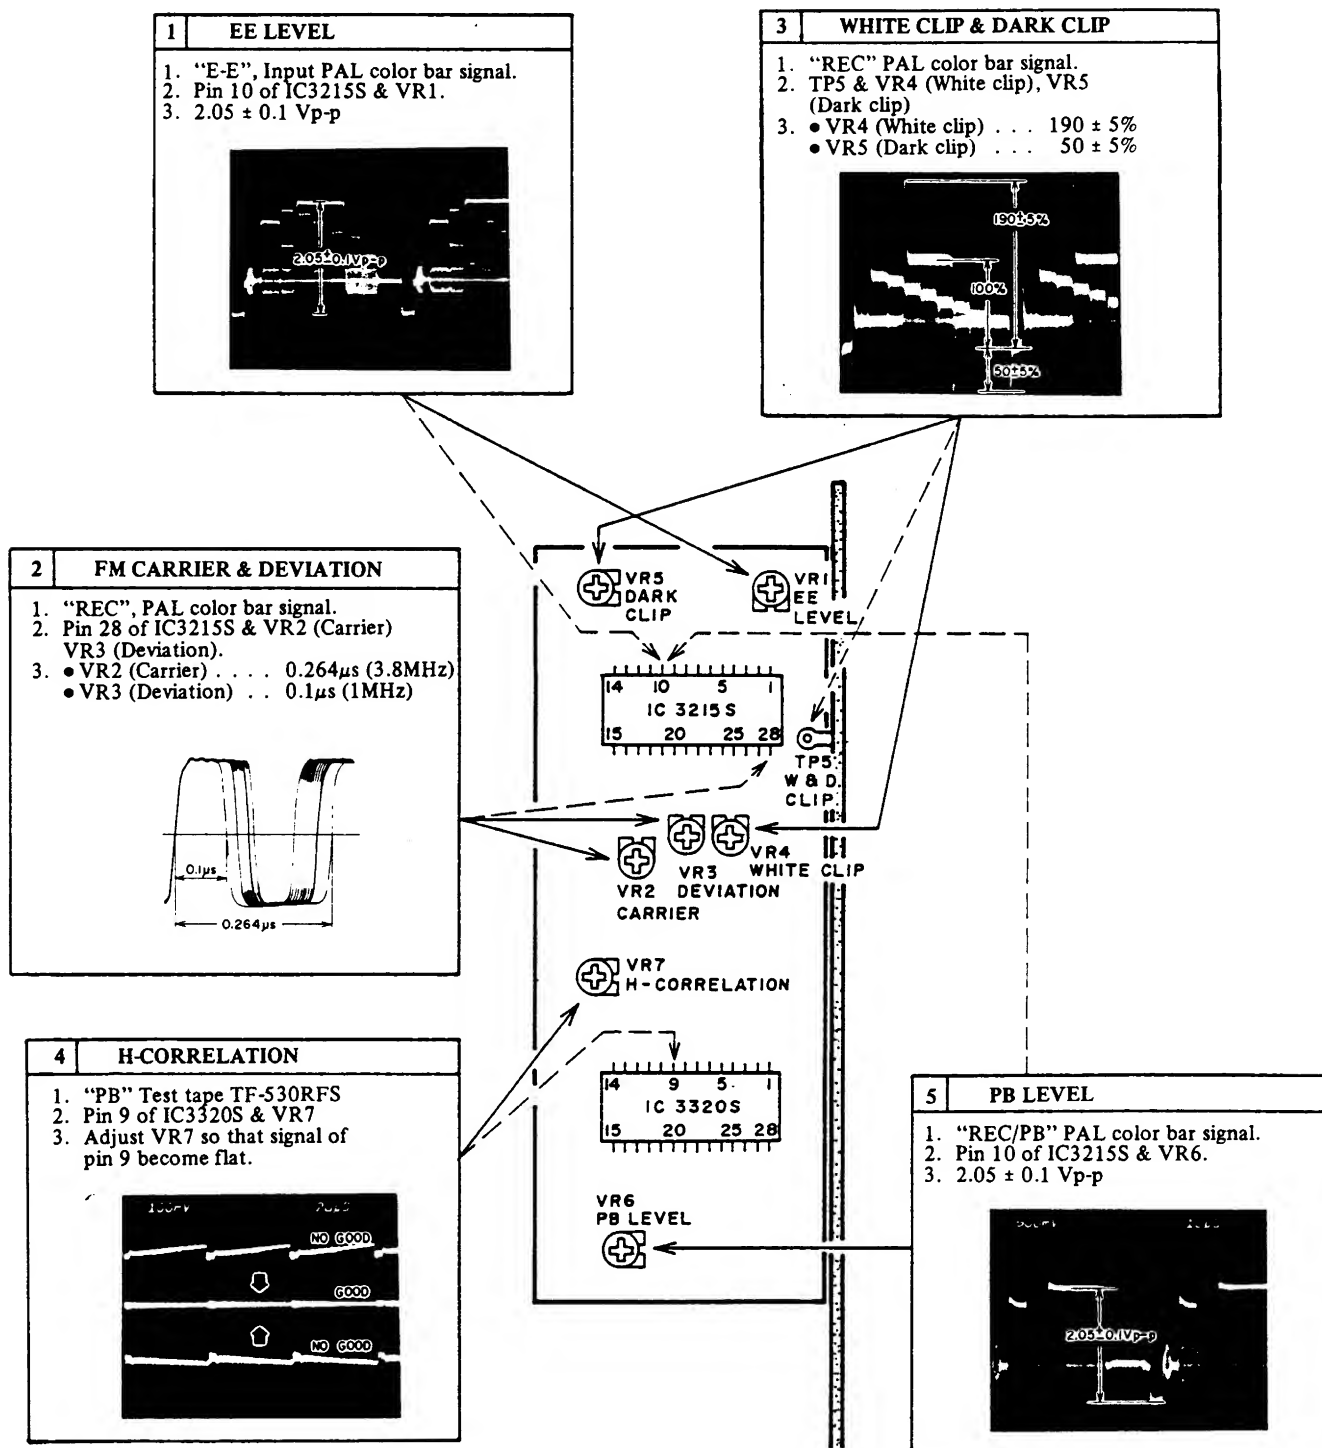 1 EE LEVEL
1. “E-E”, Input PAL color bar signal.
2. Pin 10 of IC3215S & VR1.
3. 2.05 ± 0.1 Vp-p
2.05±0.1Vp-p
3 WHITE CLIP & DARK CLIP
1. “REC” PAL color bar signal.
2. TP5 & VR4 (White clip), VR5
(Dark clip)
3. ● VR4 (White clip) . . . 190 ± 5%
● VR5 (Dark clip) . . . 50 ± 5%
190±5%
100%
50±5%
2 FM CARRIER & DEVIATION
1. “REC”, PAL color bar signal.
2. Pin 28 of IC3215S & VR2 (Carrier)
VR3 (Deviation).
3. ● VR2 (Carrier) . . . . 0.264μs (3.8MHz)
● VR3 (Deviation) . . 0.1μs (1MHz)
0.1μs
0.264μs
VR5
DARK
CLIP
VR1
EE
LEVEL
14 10 5 1
IC 3215S
15 20 25 28
TP5
W & D
CLIP
VR4
WHITE CLIP
VR3
DEVIATION
VR2
CARRIER
VR7
H-CORRELATION
14 9 5 1
IC 3320S
15 20 25 28
VR6
PB LEVEL
4 H-CORRELATION
1. “PB” Test tape TF-530RFS
2. Pin 9 of IC3320S & VR7
3. Adjust VR7 so that signal of
pin 9 become flat.
NO GOOD
GOOD
NO GOOD
5 PB LEVEL
1. “REC/PB” PAL color bar signal.
2. Pin 10 of IC3215S & VR6.
3. 2.05 ± 0.1 Vp-p
2.05±0.1Vp-p